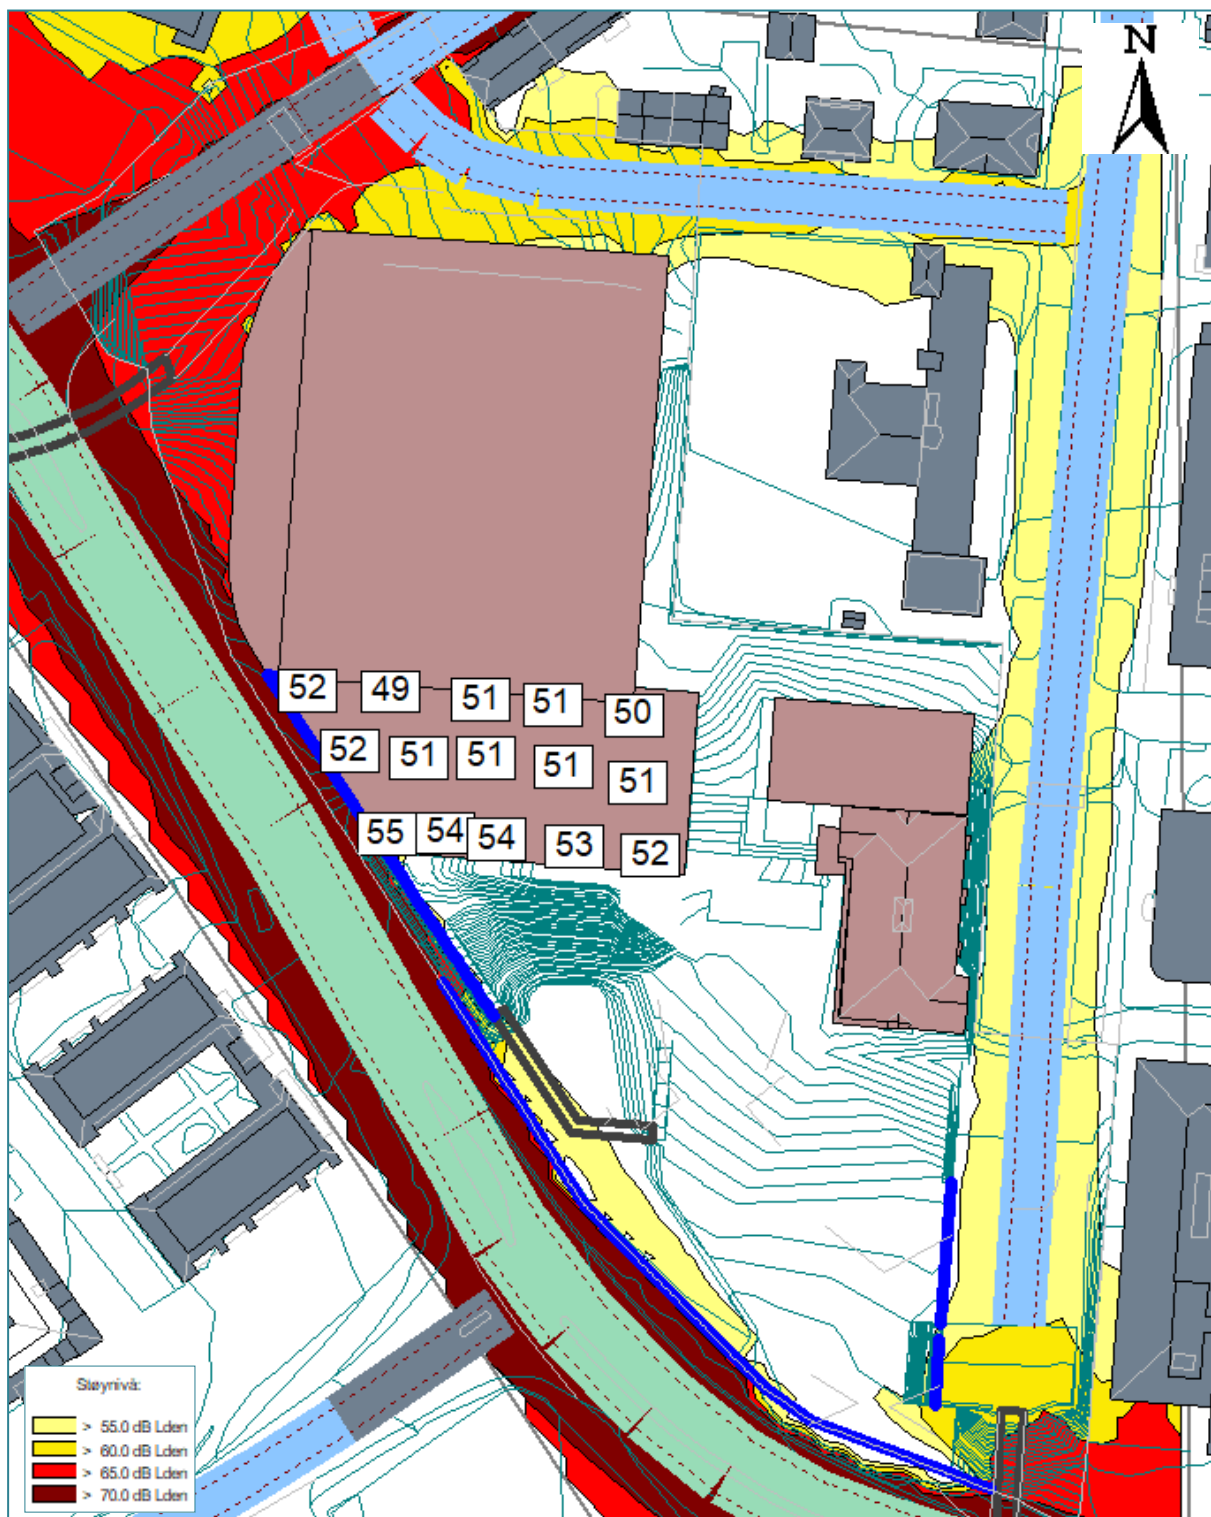 N
52 49 51 51 50
52 51 51 51 51
55 54 54 53 52
Støynivå:
> 55.0 dB Lden
> 60.0 dB Lden
> 65.0 dB Lden
> 70.0 dB Lden